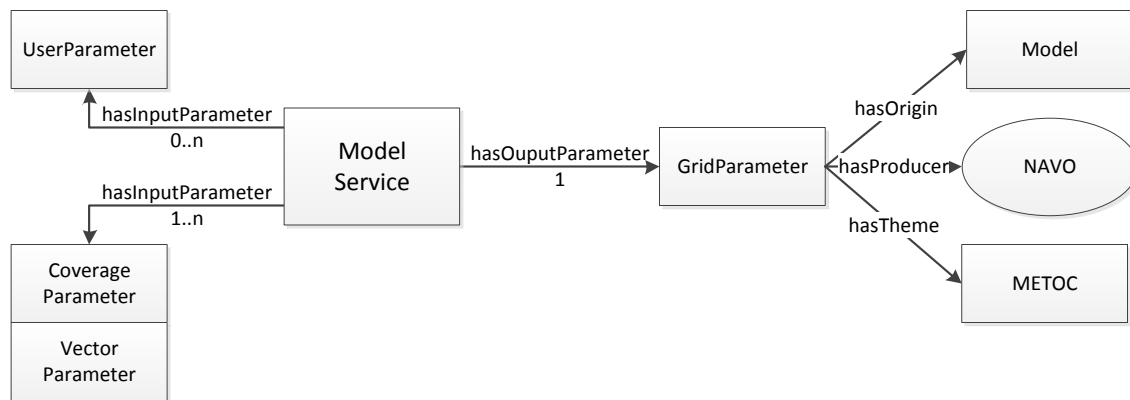 UserParameter
hasInputParameter
0..n
Model
Service
hasInputParameter
1..n
Coverage
Parameter
Vector
Parameter
hasOuputParameter
1
GridParameter
hasOrigin
hasProducer
hasTheme
Model
NAVO
METOC